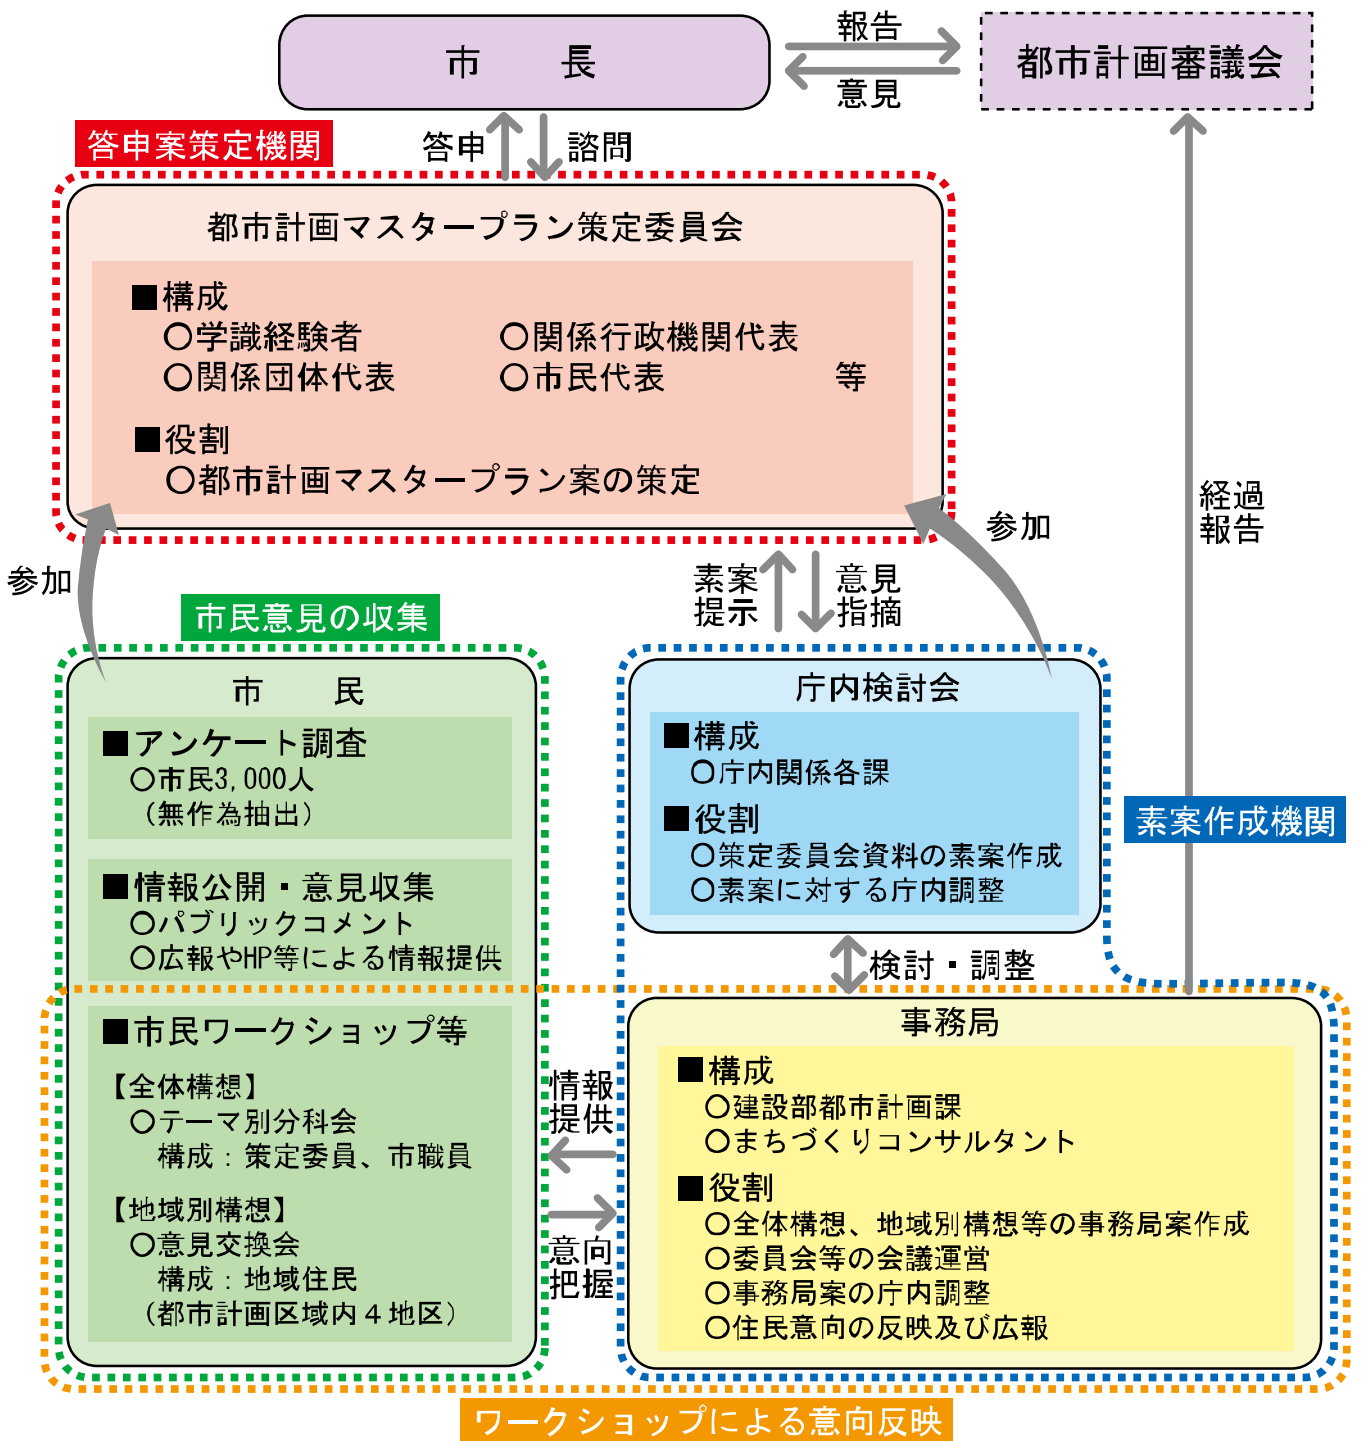 市　　長
報告
意見
都市計画審議会
答申案策定機関
答申
諮問
都市計画マスタープラン策定委員会
■構成
○学識経験者　　　　○関係行政機関代表
○関係団体代表　　　○市民代表　　　　　等
■役割
○都市計画マスタープラン案の策定
参加
参加
経過
報告
素案
提示
意見
指摘
市民意見の収集
市　　民
■アンケート調査
○市民3,000人
（無作為抽出）
■情報公開・意見収集
○パブリックコメント
○広報やHP等による情報提供
■市民ワークショップ等
【全体構想】
○テーマ別分科会
構成：策定委員、市職員
【地域別構想】
○意見交換会
構成：地域住民
（都市計画区域内４地区）
庁内検討会
■構成
○庁内関係各課
■役割
○策定委員会資料の素案作成
○素案に対する庁内調整
素案作成機関
検討・調整
情報
提供
意向
把握
事務局
■構成
○建設部都市計画課
○まちづくりコンサルタント
■役割
○全体構想、地域別構想等の事務局案作成
○委員会等の会議運営
○事務局案の庁内調整
○住民意向の反映及び広報
ワークショップによる意向反映